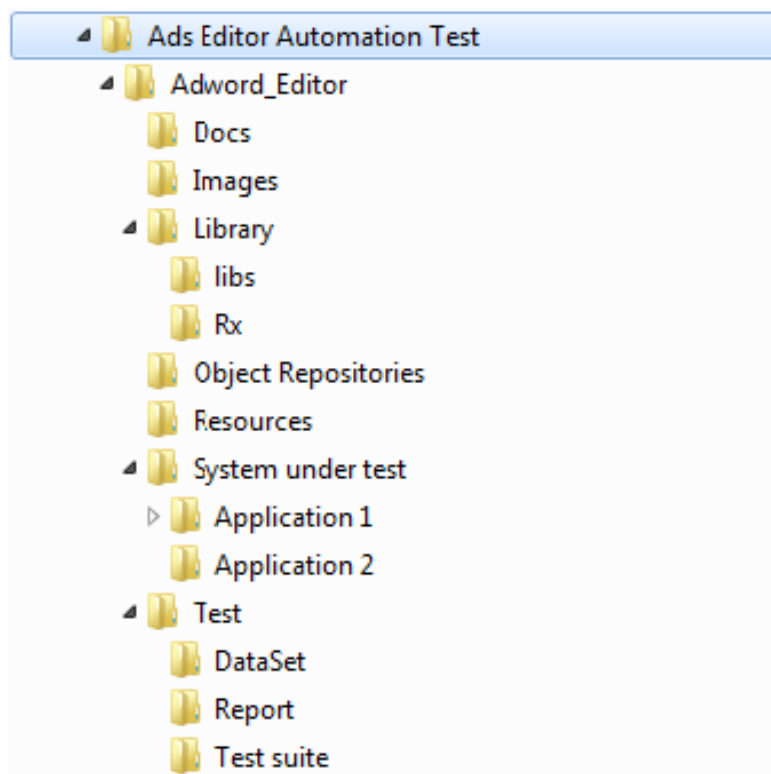 Ads Editor Automation Test
Adword_Editor
Docs
Images
Library
libs
Rx
Object Repositories
Resources
System under test
Application 1
Application 2
Test
DataSet
Report
Test suite